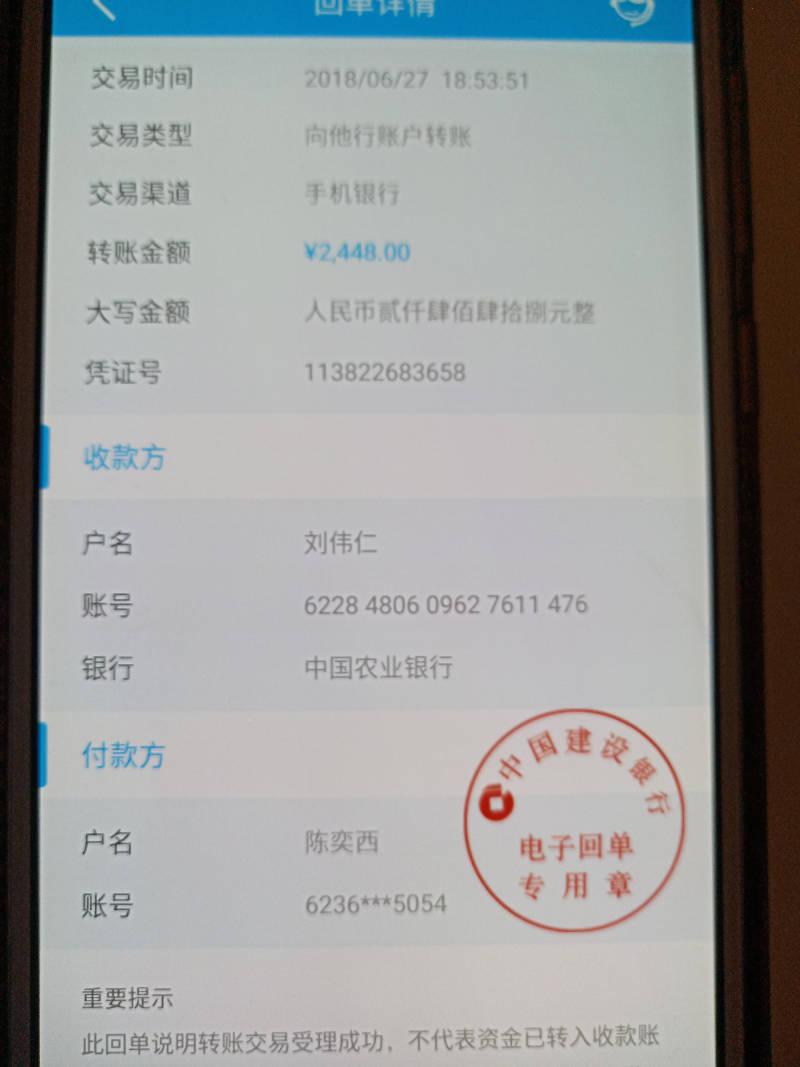 回单详情
交易时间 2018/06/27 18:53:51
交易类型 向他行账户转账
交易渠道 手机银行
转账金额 ¥2,448.00
大写金额 人民币贰仟肆佰肆拾捌元整
凭证号 113822683658
收款方
户名 刘伟仁
账号 6228 4806 0962 7611 476
银行 中国农业银行
付款方
中国建设银行
电子回单
专用章
户名 陈奕西
账号 6236***5054
重要提示
此回单说明转账交易受理成功，不代表资金已转入收款账